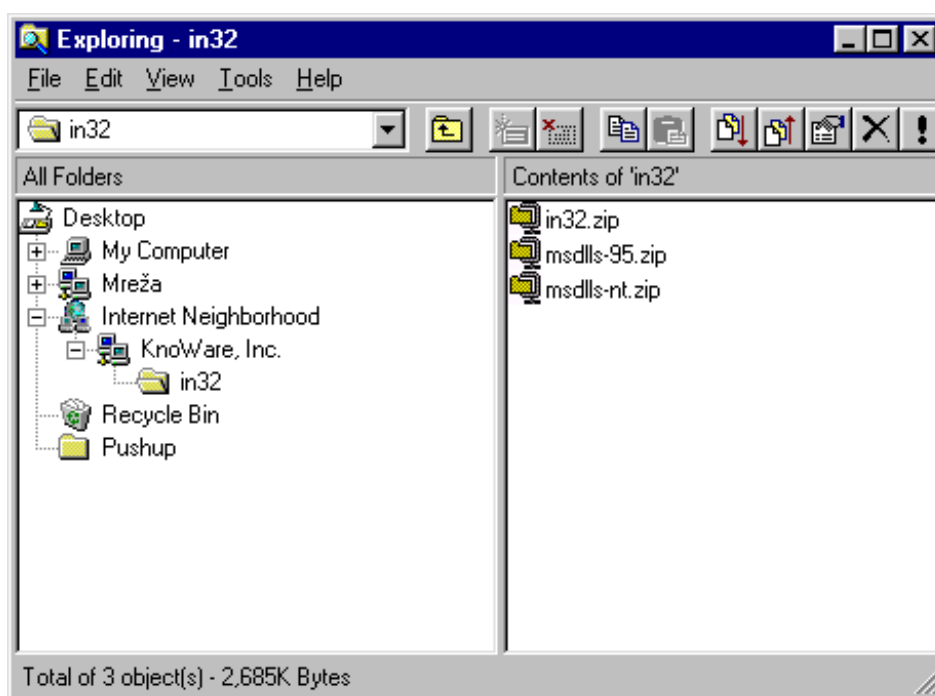 Exploring - in32
File Edit View Tools Help
in32
All Folders
Contents of 'in32'
Desktop
My Computer
Mreža
Internet Neighborhood
KnoWare, Inc.
in32
Recycle Bin
Pushup
in32.zip
msdlls-95.zip
msdlls-nt.zip
Total of 3 object(s) - 2,685K Bytes